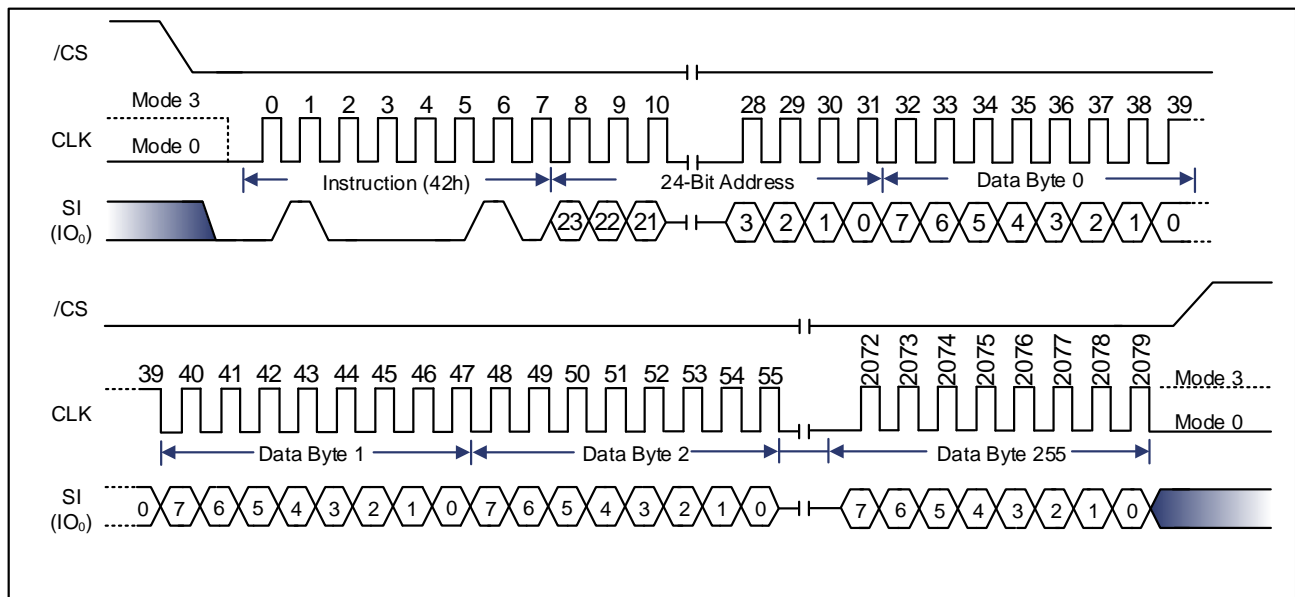 /CS
Mode 3
0 1 2 3 4 5 6 7 8 9 10 28 29 30 31 32 33 34 35 36 37 38 39
CLK
Mode 0
Instruction (42h) 24-Bit Address Data Byte 0
SI
(IO₀)
23 22 21 3 2 1 0 7 6 5 4 3 2 1 0
/CS
39 40 41 42 43 44 45 46 47 48 49 50 51 52 53 54 55 2072 2073 2074 2075 2076 2077 2078 2079
Mode 3
CLK
Mode 0
Data Byte 1 Data Byte 2 Data Byte 255
SI
(IO₀)
0 7 6 5 4 3 2 1 0 7 6 5 4 3 2 1 0 7 6 5 4 3 2 1 0